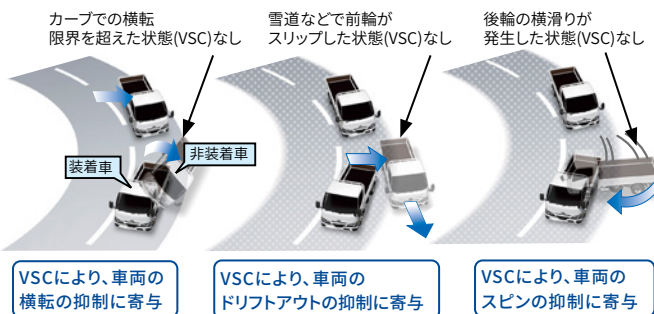 カーブでの横転
限界を超えた状態(VSC)なし
雪道などで前輪が
スリップした状態(VSC)なし
後輪の横滑りが
発生した状態(VSC)なし
装着車
非装着車
VSCにより、車両の
横転の抑制に寄与
VSCにより、車両の
ドリフトアウトの抑制に寄与
VSCにより、車両の
スピンの抑制に寄与